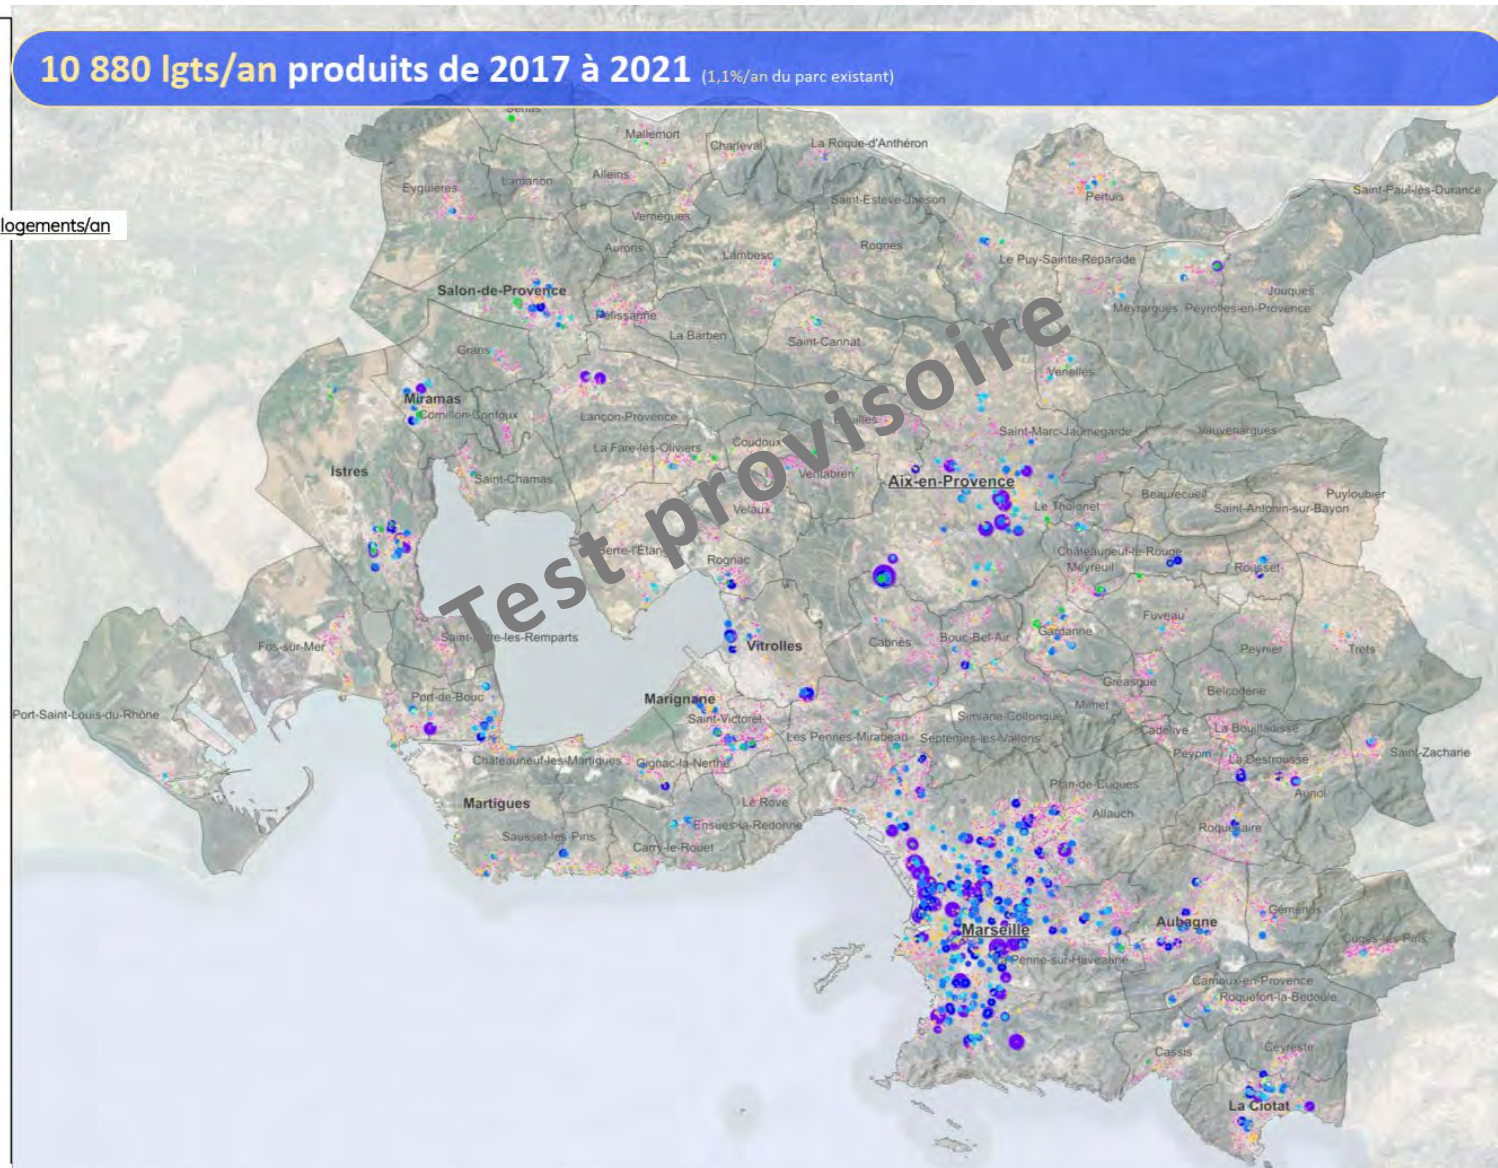 10 880 lgts/an produits de 2017 à 2021 (1,1%/an du parc existant)
logements/an
Sénas
Mallemort
Charleval
La Roque-d'Anthéron
Eyguières
Lamanon
Alleins
Vernègues
Saint-Estève-Janson
Pertuis
Saint-Paul-lès-Durance
Aurons
Lambesc
Rognes
Le Puy-Sainte-Réparade
Salon-de-Provence
Pélissanne
La Barben
Saint-Cannat
Meyrargues
Peyrolles-en-Provence
Jouques
Grans
Venelles
Miramas
Cornillon-Confoux
Lançon-Provence
Éguilles
Saint-Marc-Jaumegarde
Vauvenargues
La Fare-les-Oliviers
Coudoux
Ventabren
Istres
Saint-Chamas
Aix-en-Provence
Velaux
Le Tholonet
Beaurecueil
Saint-Antonin-sur-Bayon
Puyloubier
Berre-l'Étang
Rognac
Châteauneuf-le-Rouge
Meyreuil
Rousset
Test provisoire
Fos-sur-Mer
Saint-Mitre-les-Remparts
Vitrolles
Cabriès
Bouc-Bel-Air
Gardanne
Fuveau
Peynier
Trets
Port-Saint-Louis-du-Rhône
Port-de-Bouc
Marignane
Saint-Victoret
Les Pennes-Mirabeau
Septèmes-les-Vallons
Simiane-Collongue
Mimet
Gréasque
Belcodène
Cadolive
La Bouilladisse
Peypin
La Destrousse
Saint-Zacharie
Châteauneuf-les-Martigues
Gignac-la-Nerthe
Plan-de-Cuques
Auriol
Martigues
Le Rove
Allauch
Sausset-les-Pins
Ensuès-la-Redonne
Carry-le-Rouet
Roquevaire
Marseille
Aubagne
Gémenos
Cuges-les-Pins
La Penne-sur-Huveaune
Carnoux-en-Provence
Roquefort-la-Bédoule
Cassis
Ceyreste
La Ciotat